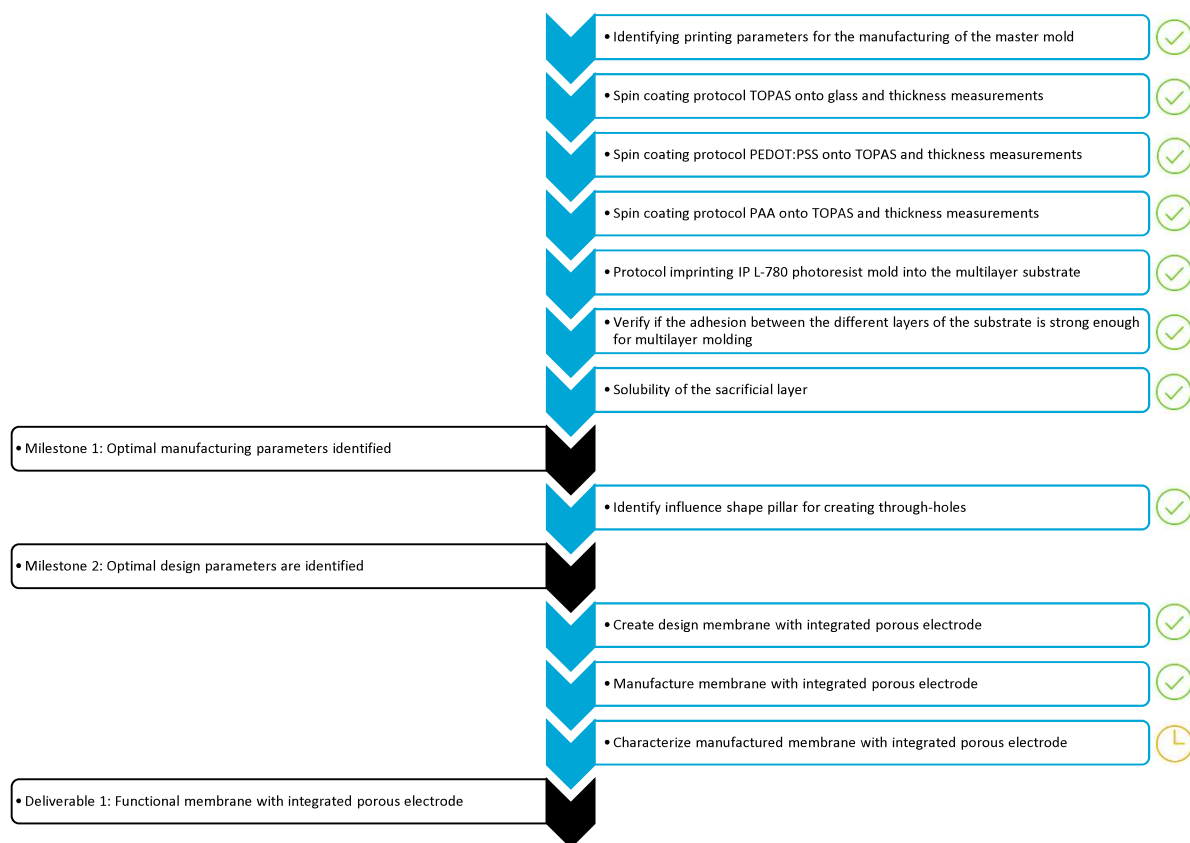 • Identifying printing parameters for the manufacturing of the master mold
• Spin coating protocol TOPAS onto glass and thickness measurements
• Spin coating protocol PEDOT:PSS onto TOPAS and thickness measurements
• Spin coating protocol PAA onto TOPAS and thickness measurements
• Protocol imprinting IP L-780 photoresist mold into the multilayer substrate
• Verify if the adhesion between the different layers of the substrate is strong enough
for multilayer molding
• Solubility of the sacrificial layer
• Milestone 1: Optimal manufacturing parameters identified
• Identify influence shape pillar for creating through-holes
• Milestone 2: Optimal design parameters are identified
• Create design membrane with integrated porous electrode
• Manufacture membrane with integrated porous electrode
• Characterize manufactured membrane with integrated porous electrode
• Deliverable 1: Functional membrane with integrated porous electrode